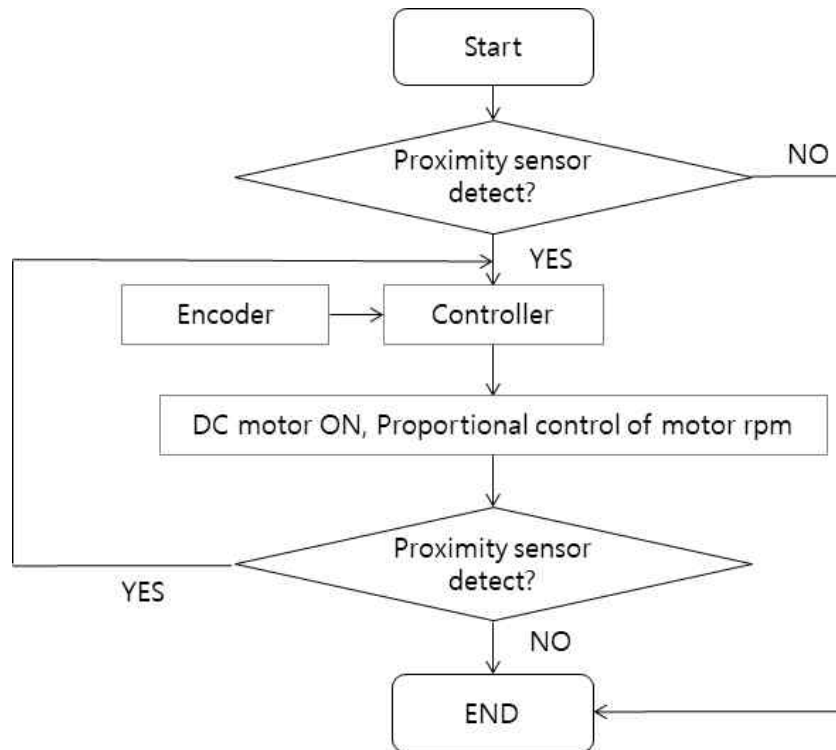 Start
Proximity sensor
detect?
NO
YES
Encoder
Controller
DC motor ON, Proportional control of motor rpm
Proximity sensor
detect?
YES
NO
END